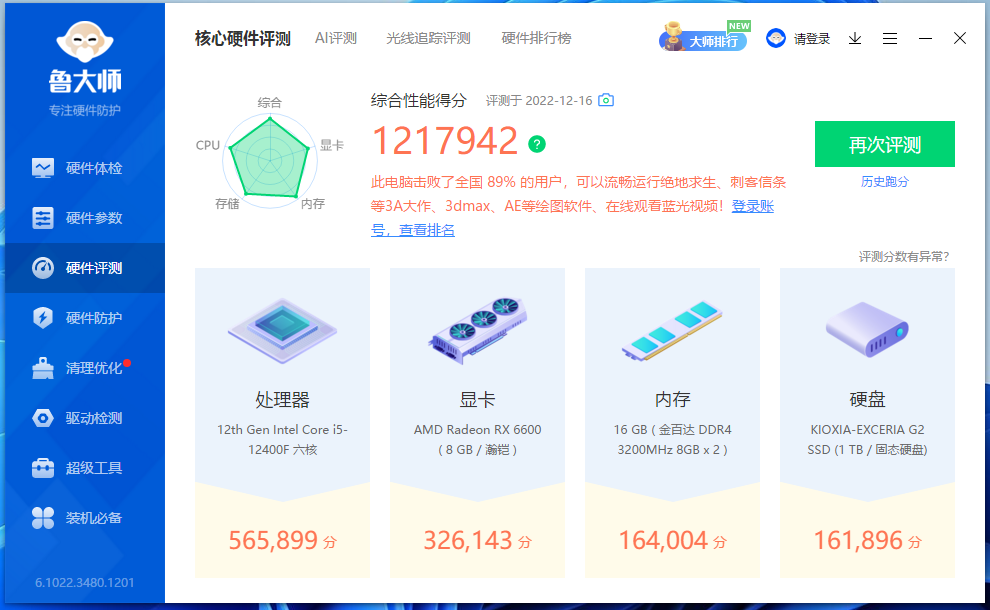 鲁大师
专注硬件防护
硬件体检
硬件参数
硬件评测
硬件防护
清理优化
驱动检测
超级工具
装机必备
6.1022.3480.1201
核心硬件评测 AI评测 光线追踪评测 硬件排行榜
大师排行 NEW
请登录
综合
CPU
显卡
存储
内存
综合性能得分 评测于 2022-12-16
1217942 ?
此电脑击败了全国 89% 的用户，可以流畅运行绝地求生、刺客信条
等3A大作、3dmax、AE等绘图软件、在线观看蓝光视频！登录账
号，查看排名
再次评测
历史跑分
评测分数有异常?
处理器
12th Gen Intel Core i5-
12400F 六核
565,899 分
显卡
AMD Radeon RX 6600
( 8 GB / 瀚铠 )
326,143 分
内存
16 GB ( 金百达 DDR4
3200MHz 8GB x 2 )
164,004 分
硬盘
KIOXIA-EXCERIA G2
SSD (1 TB / 固态硬盘)
161,896 分